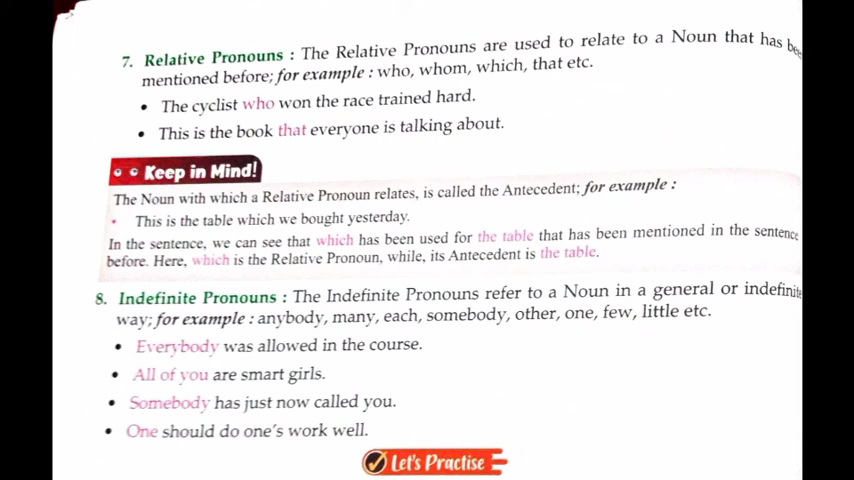 7. Relative Pronouns : The Relative Pronouns are used to relate to a Noun that has been
mentioned before; for example : who, whom, which, that etc.
• The cyclist who won the race trained hard.
• This is the book that everyone is talking about.
Keep in Mind!
The Noun with which a Relative Pronoun relates, is called the Antecedent; for example :
• This is the table which we bought yesterday.
In the sentence, we can see that which has been used for the table that has been mentioned in the sentence
before. Here, which is the Relative Pronoun, while, its Antecedent is the table.
8. Indefinite Pronouns : The Indefinite Pronouns refer to a Noun in a general or indefinite
way; for example : anybody, many, each, somebody, other, one, few, little etc.
• Everybody was allowed in the course.
• All of you are smart girls.
• Somebody has just now called you.
• One should do one's work well.
Let's Practise